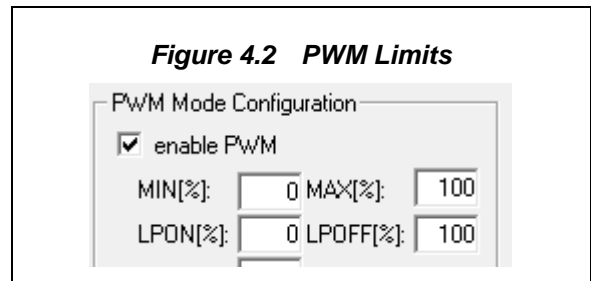 Figure 4.2 PWM Limits
PWM Mode Configuration
enable PWM
MIN[%]: 0 MAX[%]: 100
LPON[%]: 0 LPOFF[%]: 100